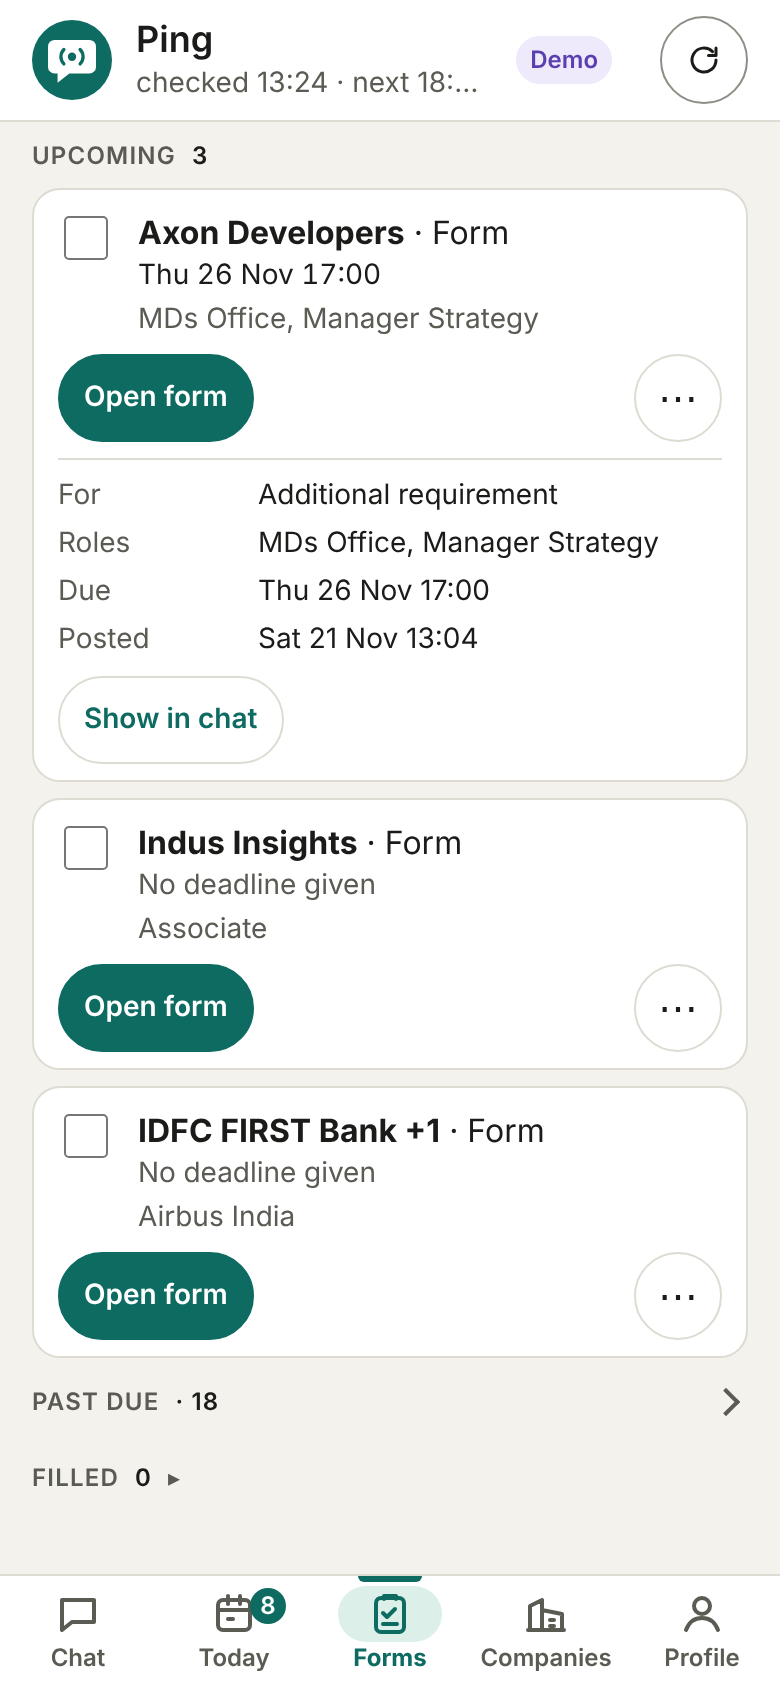 Ping
checked 13:24 · next 18:...
Demo
UPCOMING 3
Axon Developers · Form
Thu 26 Nov 17:00
MDs Office, Manager Strategy
Open form
...
For Additional requirement
Roles MDs Office, Manager Strategy
Due Thu 26 Nov 17:00
Posted Sat 21 Nov 13:04
Show in chat
Indus Insights · Form
No deadline given
Associate
Open form
...
IDFC FIRST Bank +1 · Form
No deadline given
Airbus India
Open form
...
PAST DUE · 18
FILLED 0 ▸
8
Chat Today Forms Companies Profile